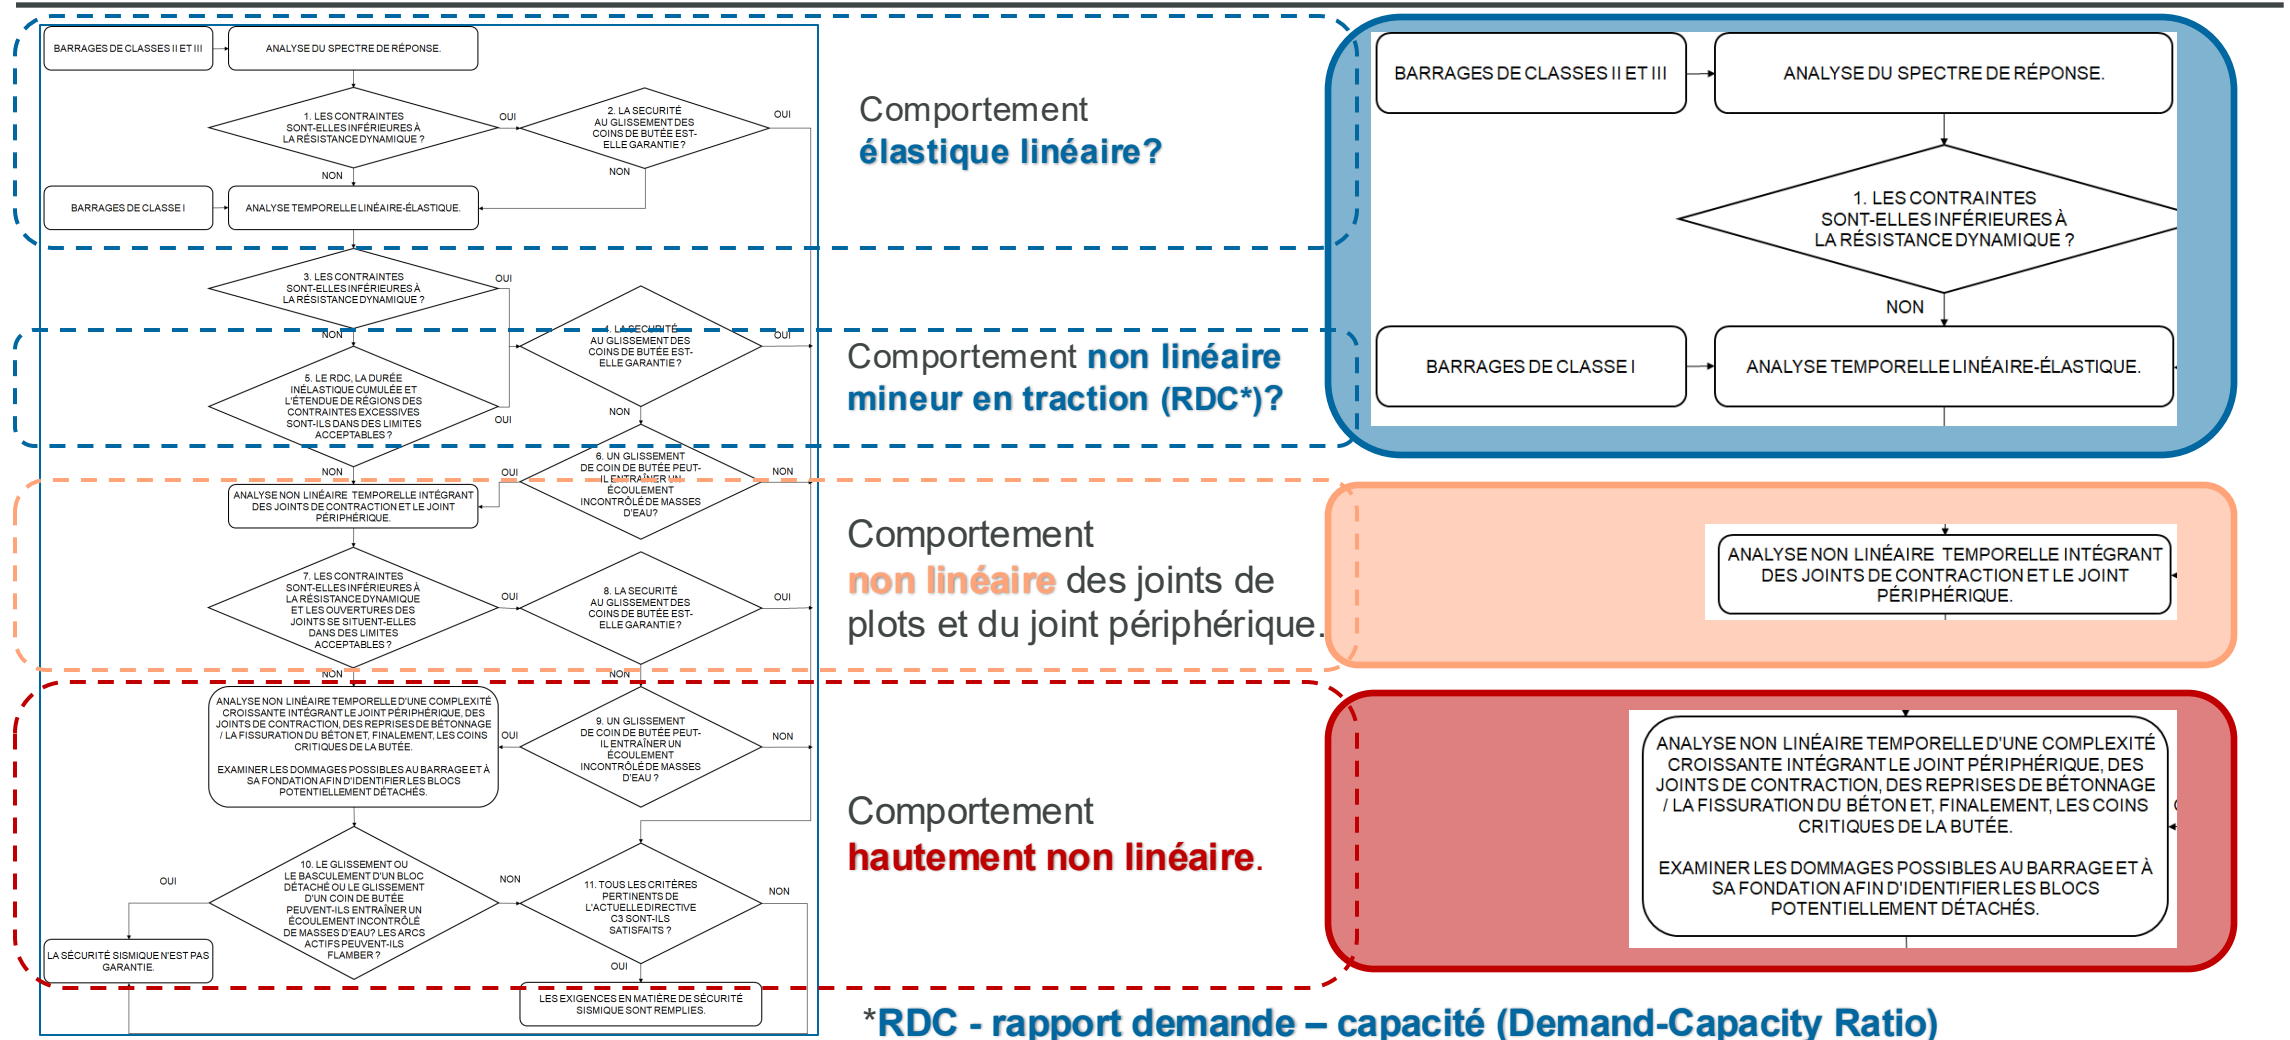 BARRAGES DE CLASSES II ET III
ANALYSE DU SPECTRE DE RÉPONSE.
1. LES CONTRAINTES
SONT-ELLES INFÉRIEURES À
LA RÉSISTANCE DYNAMIQUE ?
OUI
2. LA SECURITÉ
AU GLISSEMENT DES
COINS DE BUTÉE EST-
ELLE GARANTIE ?
OUI
NON
NON
BARRAGES DE CLASSE I
ANALYSE TEMPORELLE LINÉAIRE-ÉLASTIQUE.
3. LES CONTRAINTES
SONT-ELLES INFÉRIEURES À
LA RÉSISTANCE DYNAMIQUE ?
OUI
NON
4. LA SECURITÉ
AU GLISSEMENT DES
COINS DE BUTÉE EST-
ELLE GARANTIE ?
OUI
5. LE RDC, LA DURÉE
INÉLASTIQUE CUMULÉE ET
L'ÉTENDUE DE RÉGIONS DES
CONTRAINTES EXCESSIVES
SONT-ILS DANS DES LIMITES
ACCEPTABLES ?
OUI
NON
NON
6. UN GLISSEMENT
DE COIN DE BUTÉE PEUT-
IL ENTRAÎNER UN
ÉCOULEMENT
INCONTRÔLÉ DE MASSES
D'EAU?
OUI
NON
ANALYSE NON LINÉAIRE TEMPORELLE INTÉGRANT
DES JOINTS DE CONTRACTION ET LE JOINT
PÉRIPHÉRIQUE.
7. LES CONTRAINTES
SONT-ELLES INFÉRIEURES À
LA RÉSISTANCE DYNAMIQUE
ET LES OUVERTURES DES
JOINTS SE SITUENT-ELLES
DANS DES LIMITES
ACCEPTABLES ?
OUI
8. LA SECURITÉ
AU GLISSEMENT DES
COINS DE BUTÉE EST-
ELLE GARANTIE ?
OUI
NON
NON
ANALYSE NON LINÉAIRE TEMPORELLE D'UNE COMPLEXITÉ
CROISSANTE INTÉGRANT LE JOINT PÉRIPHÉRIQUE, DES
JOINTS DE CONTRACTION, DES REPRISES DE BÉTONNAGE
/ LA FISSURATION DU BÉTON ET, FINALEMENT, LES COINS
CRITIQUES DE LA BUTÉE.
EXAMINER LES DOMMAGES POSSIBLES AU BARRAGE ET À
SA FONDATION AFIN D'IDENTIFIER LES BLOCS
POTENTIELLEMENT DÉTACHÉS.
OUI
9. UN GLISSEMENT
DE COIN DE BUTÉE PEUT-
IL ENTRAÎNER UN
ÉCOULEMENT
INCONTRÔLÉ DE MASSES
D'EAU ?
NON
10. LE GLISSEMENT OU
LE BASCULEMENT D'UN BLOC
DÉTACHÉ OU LE GLISSEMENT
D'UN COIN DE BUTÉE
PEUVENT-ILS ENTRAÎNER UN
ÉCOULEMENT INCONTRÔLÉ
DE MASSES D'EAU? LES ARCS
ACTIFS PEUVENT-ILS
FLAMBER ?
OUI
NON
11. TOUS LES CRITÈRES
PERTINENTS DE
L'ACTUELLE DIRECTIVE
C3 SONT-ILS
SATISFAITS ?
NON
OUI
LA SÉCURITÉ SISMIQUE N'EST PAS
GARANTIE.
LES EXIGENCES EN MATIÈRE DE SÉCURITÉ
SISMIQUE SONT REMPLIES.
Comportement
élastique linéaire?
Comportement non linéaire
mineur en traction (RDC*)?
Comportement
non linéaire des joints de
plots et du joint périphérique.
Comportement
hautement non linéaire.
BARRAGES DE CLASSES II ET III
ANALYSE DU SPECTRE DE RÉPONSE.
1. LES CONTRAINTES
SONT-ELLES INFÉRIEURES À
LA RÉSISTANCE DYNAMIQUE ?
NON
BARRAGES DE CLASSE I
ANALYSE TEMPORELLE LINÉAIRE-ÉLASTIQUE.
ANALYSE NON LINÉAIRE TEMPORELLE INTÉGRANT
DES JOINTS DE CONTRACTION ET LE JOINT
PÉRIPHÉRIQUE.
ANALYSE NON LINÉAIRE TEMPORELLE D'UNE COMPLEXITÉ
CROISSANTE INTÉGRANT LE JOINT PÉRIPHÉRIQUE, DES
JOINTS DE CONTRACTION, DES REPRISES DE BÉTONNAGE
/ LA FISSURATION DU BÉTON ET, FINALEMENT, LES COINS
CRITIQUES DE LA BUTÉE.
EXAMINER LES DOMMAGES POSSIBLES AU BARRAGE ET À
SA FONDATION AFIN D'IDENTIFIER LES BLOCS
POTENTIELLEMENT DÉTACHÉS.
*RDC - rapport demande – capacité (Demand-Capacity Ratio)